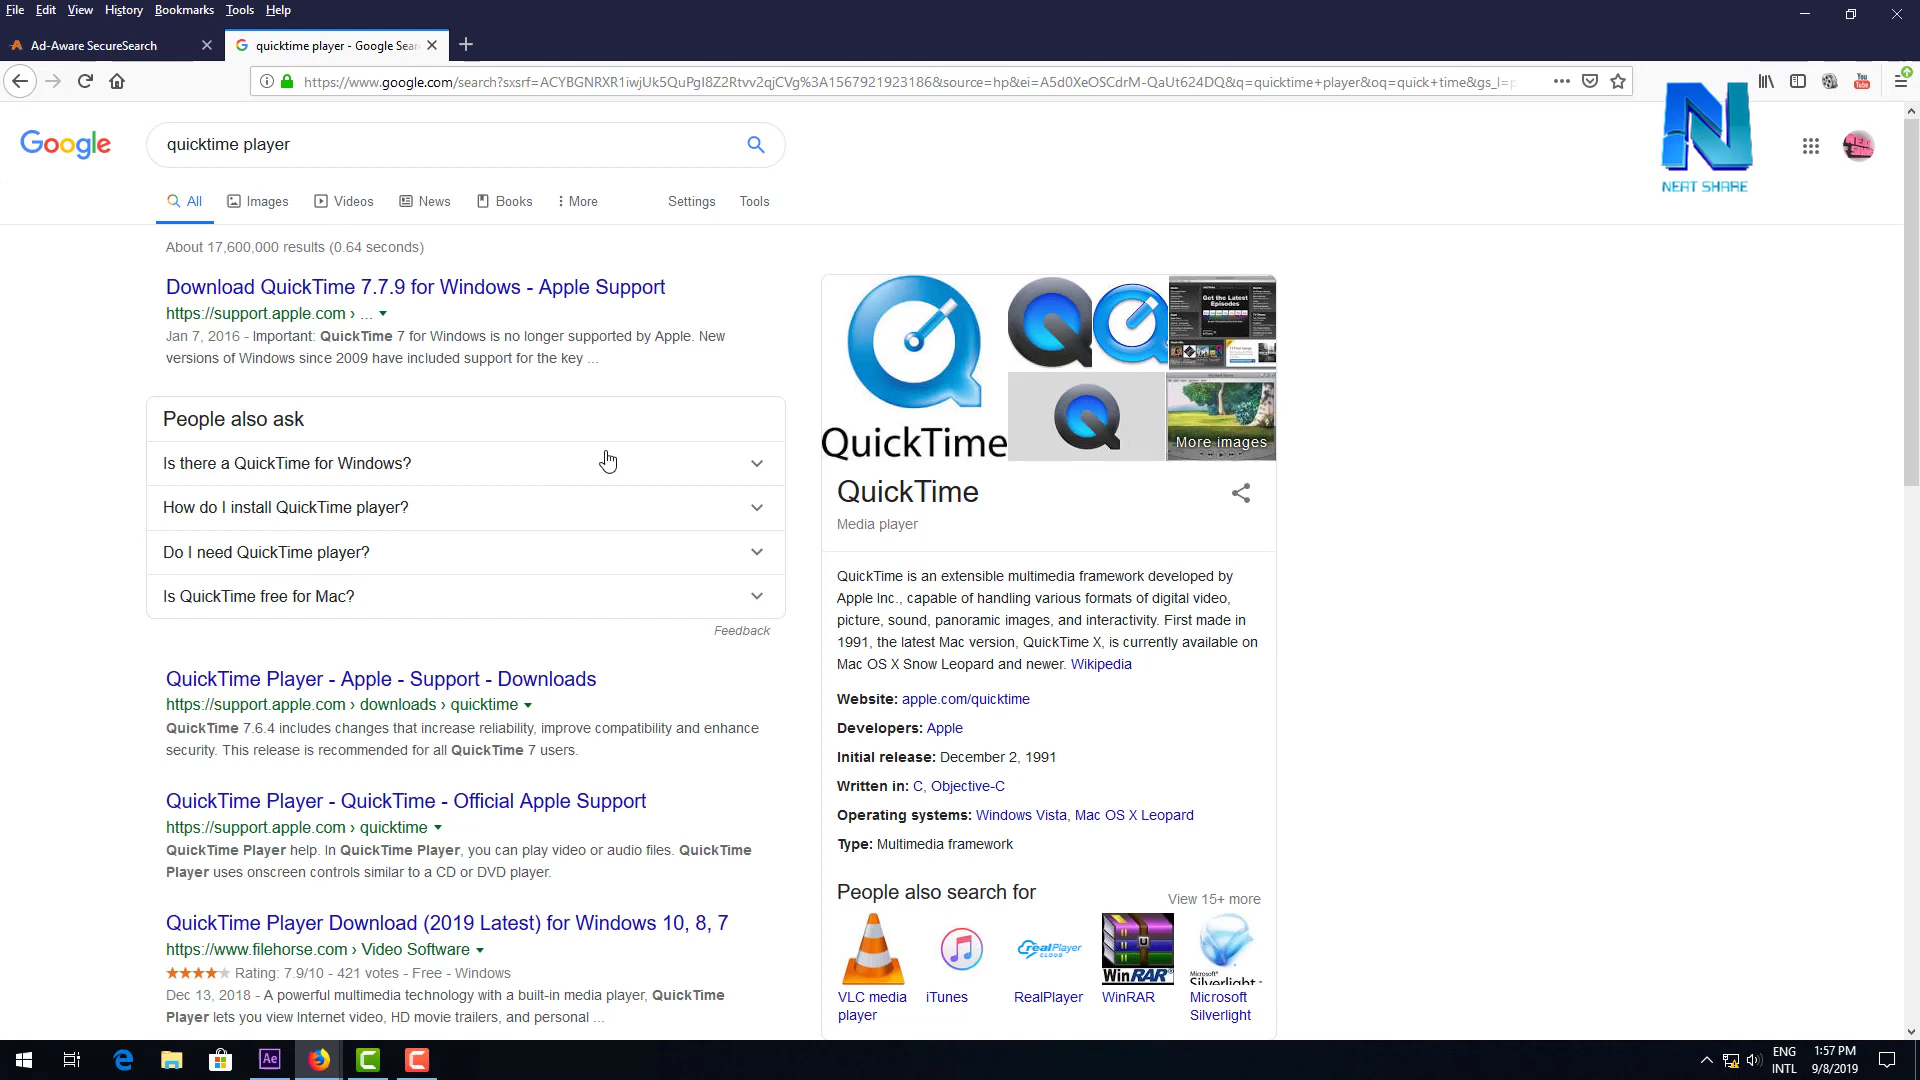 File Edit View History Bookmarks Tools Help
Ad-Aware SecureSearch
quicktime player - Google Sear
https://www.google.com/search?sxsrf=ACYBGNRXR1iwjUk5QuPgI8Z2Rtvv2qjCVg%3A1567921923186&source=hp&ei=A5d0XeOSCdrM-QaUt624DQ&q=quicktime+player&oq=quick+time&gs_l=p
You Tube
Google
quicktime player
NERT SHARE
All Images Videos News Books More Settings Tools
About 17,600,000 results (0.64 seconds)
Download QuickTime 7.7.9 for Windows - Apple Support
https://support.apple.com › ...
Jan 7, 2016 - Important: QuickTime 7 for Windows is no longer supported by Apple. New
versions of Windows since 2009 have included support for the key ...
People also ask
Is there a QuickTime for Windows?
How do I install QuickTime player?
Do I need QuickTime player?
Is QuickTime free for Mac?
Feedback
QuickTime Player - Apple - Support - Downloads
https://support.apple.com › downloads › quicktime
QuickTime 7.6.4 includes changes that increase reliability, improve compatibility and enhance
security. This release is recommended for all QuickTime 7 users.
QuickTime Player - QuickTime - Official Apple Support
https://support.apple.com › quicktime
QuickTime Player help. In QuickTime Player, you can play video or audio files. QuickTime
Player uses onscreen controls similar to a CD or DVD player.
QuickTime Player Download (2019 Latest) for Windows 10, 8, 7
https://www.filehorse.com › Video Software
Rating: 7.9/10 - 421 votes - Free - Windows
Dec 13, 2018 - A powerful multimedia technology with a built-in media player, QuickTime
Player lets you view Internet video, HD movie trailers, and personal ...
QuickTime
Get the Latest
Episodes
More images
QuickTime
Media player
QuickTime is an extensible multimedia framework developed by
Apple Inc., capable of handling various formats of digital video,
picture, sound, panoramic images, and interactivity. First made in
1991, the latest Mac version, QuickTime X, is currently available on
Mac OS X Snow Leopard and newer. Wikipedia
Website: apple.com/quicktime
Developers: Apple
Initial release: December 2, 1991
Written in: C, Objective-C
Operating systems: Windows Vista, Mac OS X Leopard
Type: Multimedia framework
People also search for
View 15+ more
realPlayer
CLOUD
WinRAR
Microsoft®
Silverlight
VLC media
player
iTunes
RealPlayer
WinRAR
Microsoft
Silverlight
Ae
ENG
INTL
1:57 PM
9/8/2019